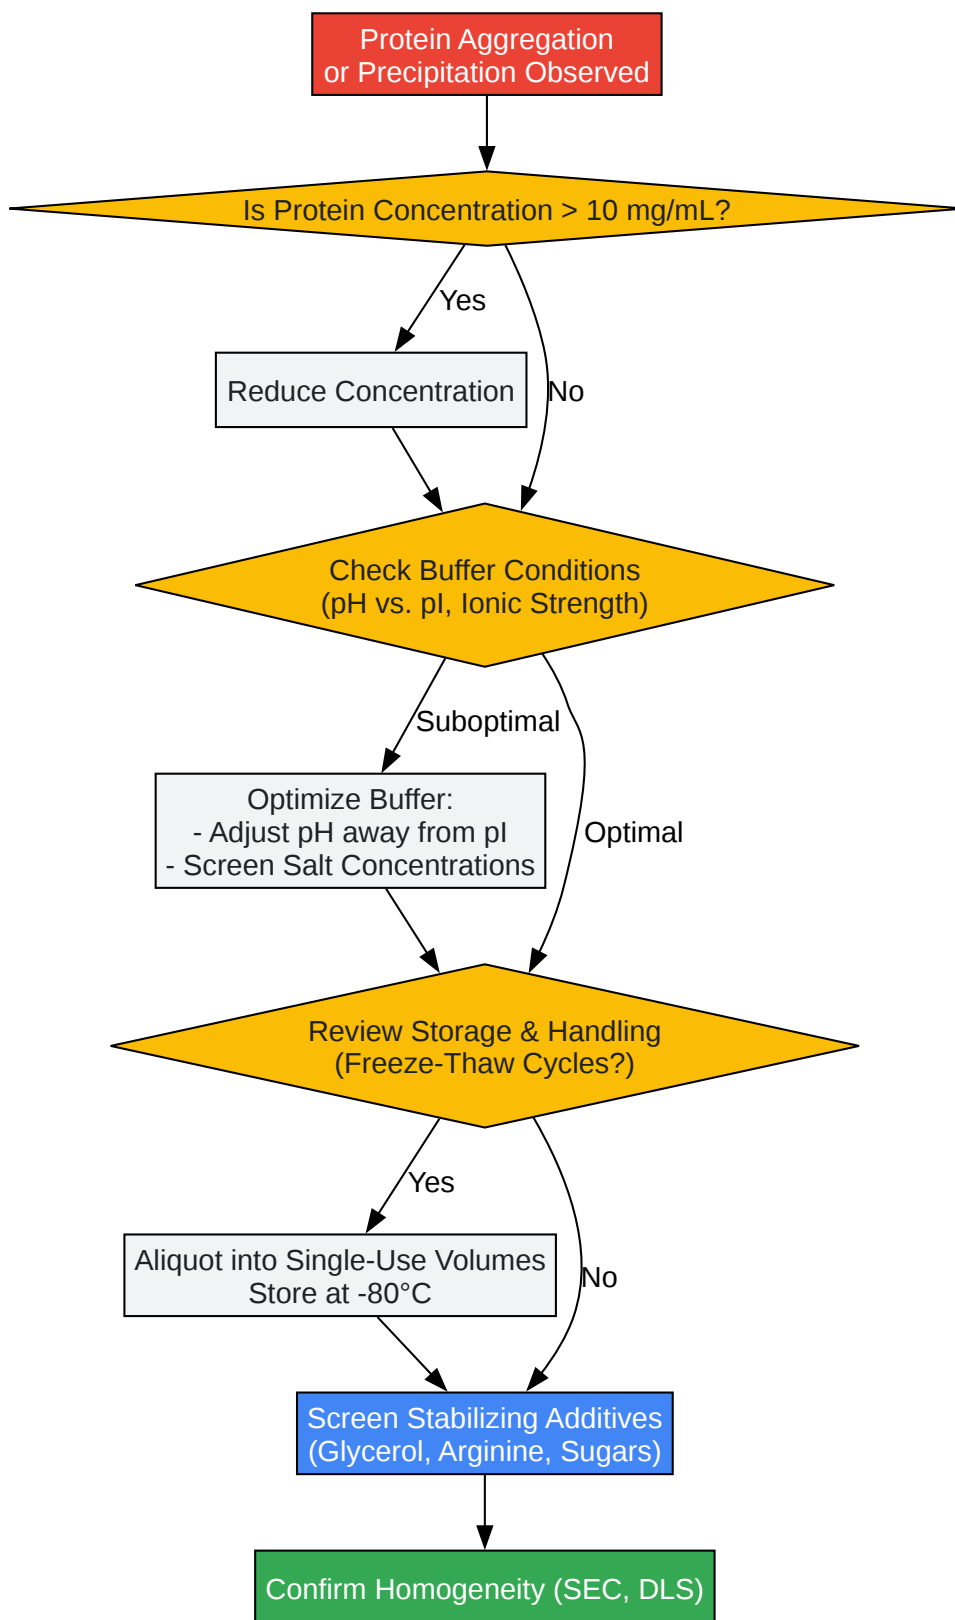 Protein Aggregation
or Precipitation Observed
Is Protein Concentration > 10 mg/mL?
Yes
Reduce Concentration
No
Check Buffer Conditions
(pH vs. pI, Ionic Strength)
Suboptimal
Optimize Buffer:
- Adjust pH away from pI
- Screen Salt Concentrations
Optimal
Review Storage & Handling
(Freeze-Thaw Cycles?)
Yes
Aliquot into Single-Use Volumes
Store at -80°C
No
Screen Stabilizing Additives
(Glycerol, Arginine, Sugars)
Confirm Homogeneity (SEC, DLS)